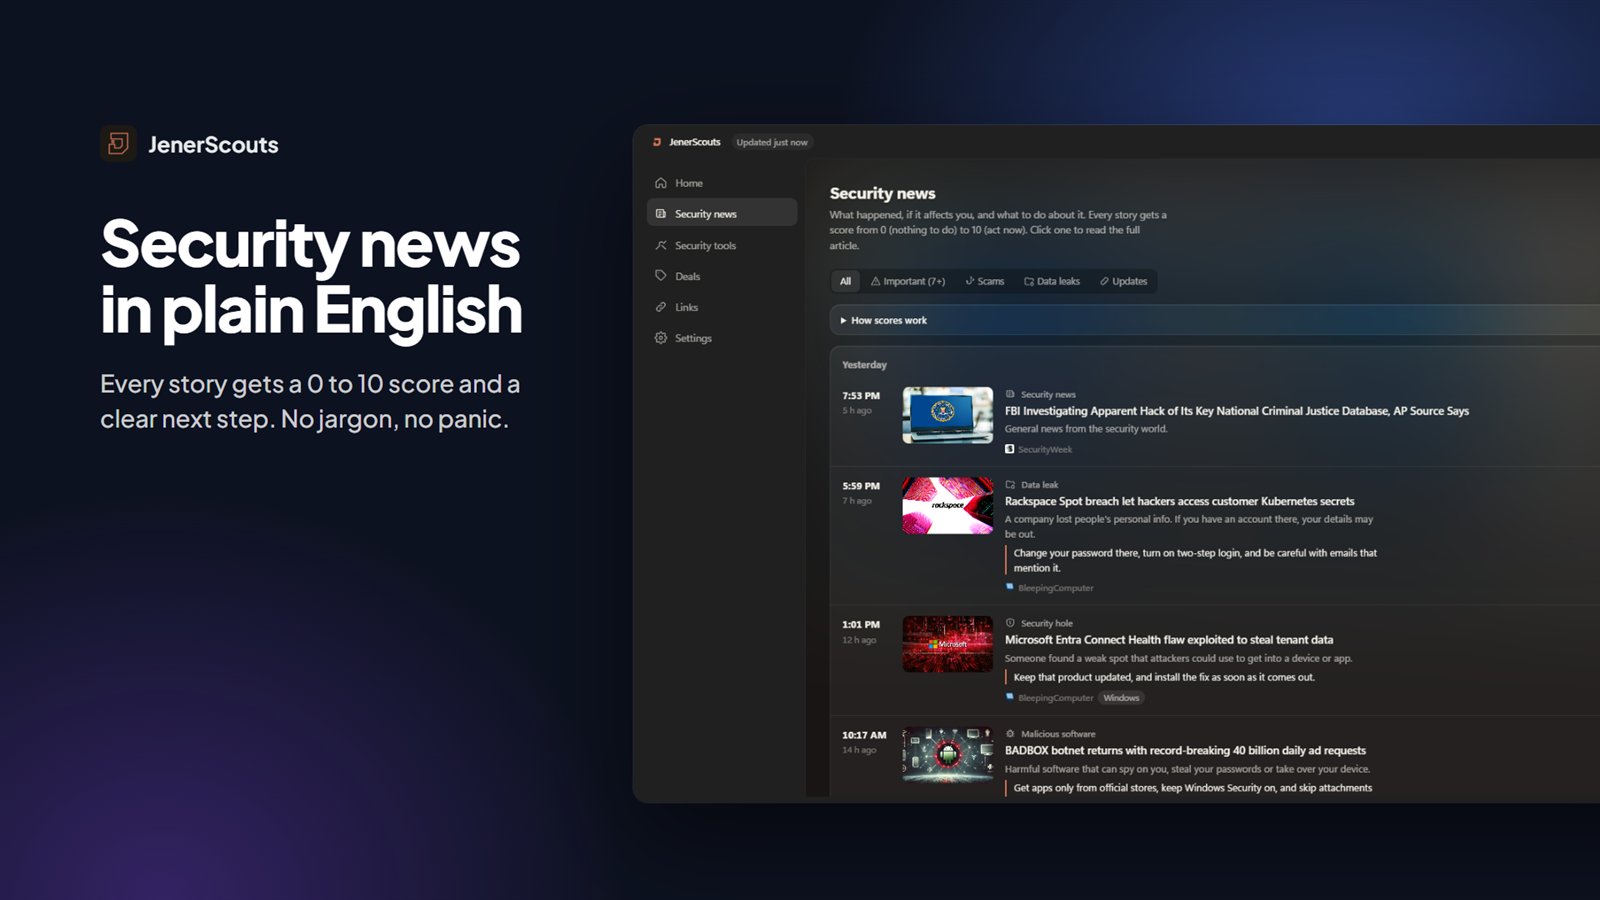 JenerScouts
Security news
in plain English
Every story gets a 0 to 10 score and a
clear next step. No jargon, no panic.
JenerScouts
Updated just now
Home
Security news
Security tools
Deals
Links
Settings
Security news
What happened, if it affects you, and what to do about it. Every story gets a
score from 0 (nothing to do) to 10 (act now). Click one to read the full
article.
All
Important (7+)
Scams
Data leaks
Updates
How scores work
Yesterday
7:53 PM
5 h ago
Security news
FBI Investigating Apparent Hack of Its Key National Criminal Justice Database, AP Source Says
General news from the security world.
SecurityWeek
5:59 PM
7 h ago
rackspace
Data leak
Rackspace Spot breach let hackers access customer Kubernetes secrets
A company lost people's personal info. If you have an account there, your details may
be out.
Change your password there, turn on two-step login, and be careful with emails that
mention it.
BleepingComputer
1:01 PM
12 h ago
Microsoft
Security hole
Microsoft Entra Connect Health flaw exploited to steal tenant data
Someone found a weak spot that attackers could use to get into a device or app.
Keep that product updated, and install the fix as soon as it comes out.
BleepingComputer
Windows
10:17 AM
14 h ago
Malicious software
BADBOX botnet returns with record-breaking 40 billion daily ad requests
Harmful software that can spy on you, steal your passwords or take over your device.
Get apps only from official stores, keep Windows Security on, and skip attachments